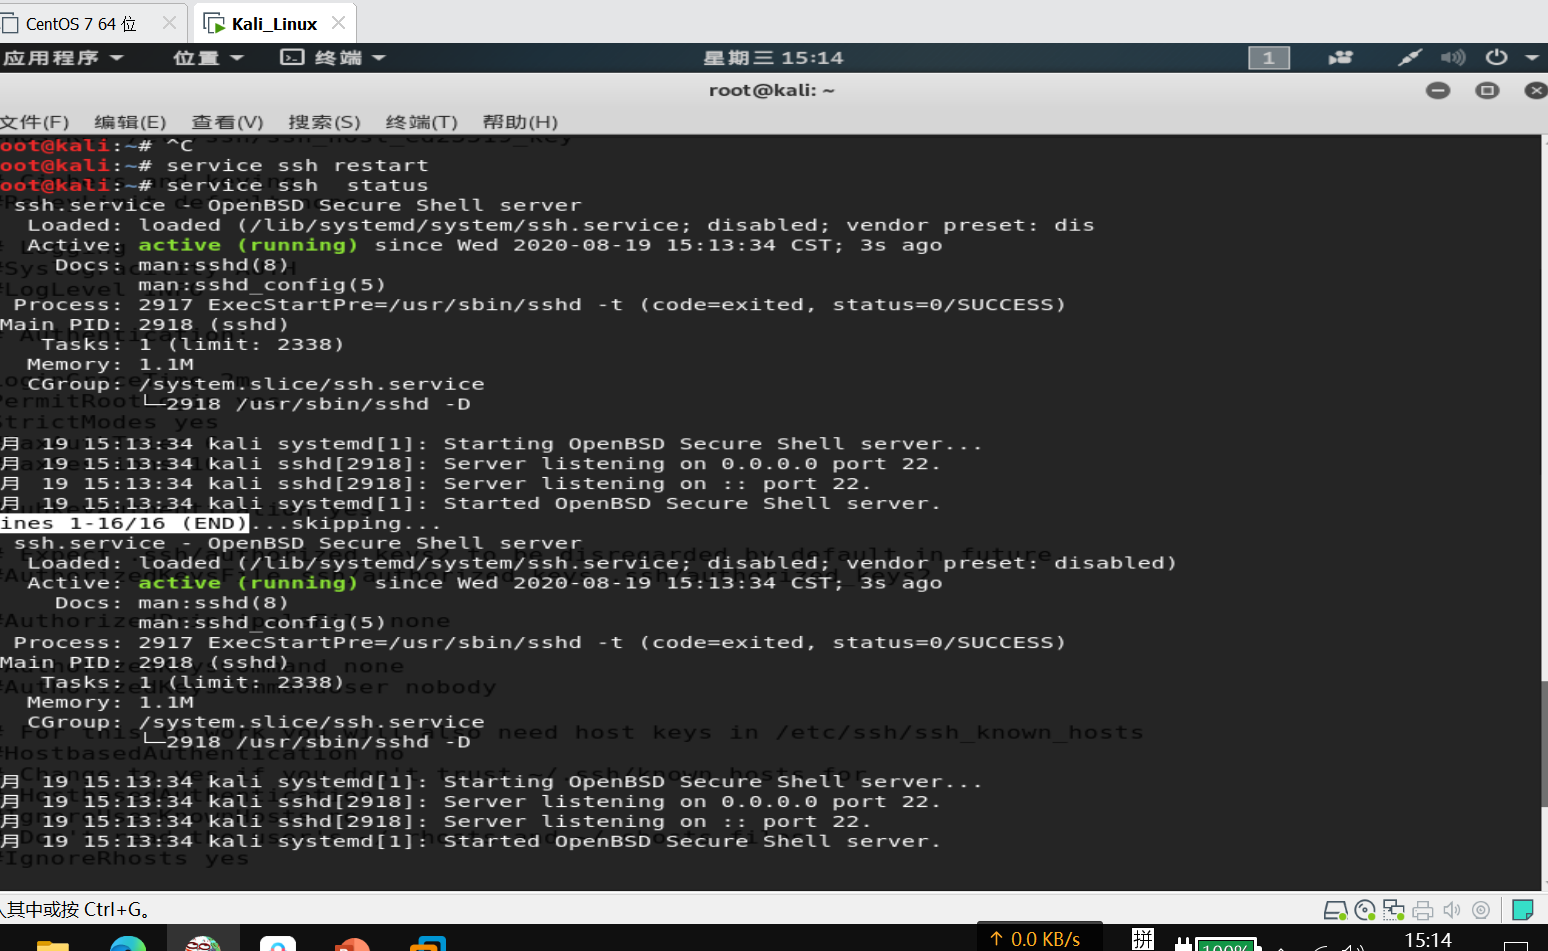 CentOS 7 64 位
Kali_Linux
应用程序 位置 终端 星期三 15:14 1
root@kali: ~
文件(F) 编辑(E) 查看(V) 搜索(S) 终端(T) 帮助(H)
oot@kali:~# ^C
oot@kali:~# service ssh restart
oot@kali:~# service ssh  status
ssh.service - OpenBSD Secure Shell server
Loaded: loaded (/lib/systemd/system/ssh.service; disabled; vendor preset: dis
Active: active (running) since Wed 2020-08-19 15:13:34 CST; 3s ago
Docs: man:sshd(8)
man:sshd_config(5)
Process: 2917 ExecStartPre=/usr/sbin/sshd -t (code=exited, status=0/SUCCESS)
Main PID: 2918 (sshd)
Tasks: 1 (limit: 2338)
Memory: 1.1M
CGroup: /system.slice/ssh.service
└─2918 /usr/sbin/sshd -D
月 19 15:13:34 kali systemd[1]: Starting OpenBSD Secure Shell server...
月 19 15:13:34 kali sshd[2918]: Server listening on 0.0.0.0 port 22.
月 19 15:13:34 kali sshd[2918]: Server listening on :: port 22.
月 19 15:13:34 kali systemd[1]: Started OpenBSD Secure Shell server.
ines 1-16/16 (END)...skipping...
ssh.service - OpenBSD Secure Shell server
Loaded: loaded (/lib/systemd/system/ssh.service; disabled; vendor preset: disabled)
Active: active (running) since Wed 2020-08-19 15:13:34 CST; 3s ago
Docs: man:sshd(8)
man:sshd_config(5)
Process: 2917 ExecStartPre=/usr/sbin/sshd -t (code=exited, status=0/SUCCESS)
Main PID: 2918 (sshd)
Tasks: 1 (limit: 2338)
Memory: 1.1M
CGroup: /system.slice/ssh.service
└─2918 /usr/sbin/sshd -D
月 19 15:13:34 kali systemd[1]: Starting OpenBSD Secure Shell server...
月 19 15:13:34 kali sshd[2918]: Server listening on 0.0.0.0 port 22.
月 19 15:13:34 kali sshd[2918]: Server listening on :: port 22.
月 19 15:13:34 kali systemd[1]: Started OpenBSD Secure Shell server.
#IgnoreRhosts yes
其中或按 Ctrl+G。
↑ 0.0 KB/s 拼 100% 15:14